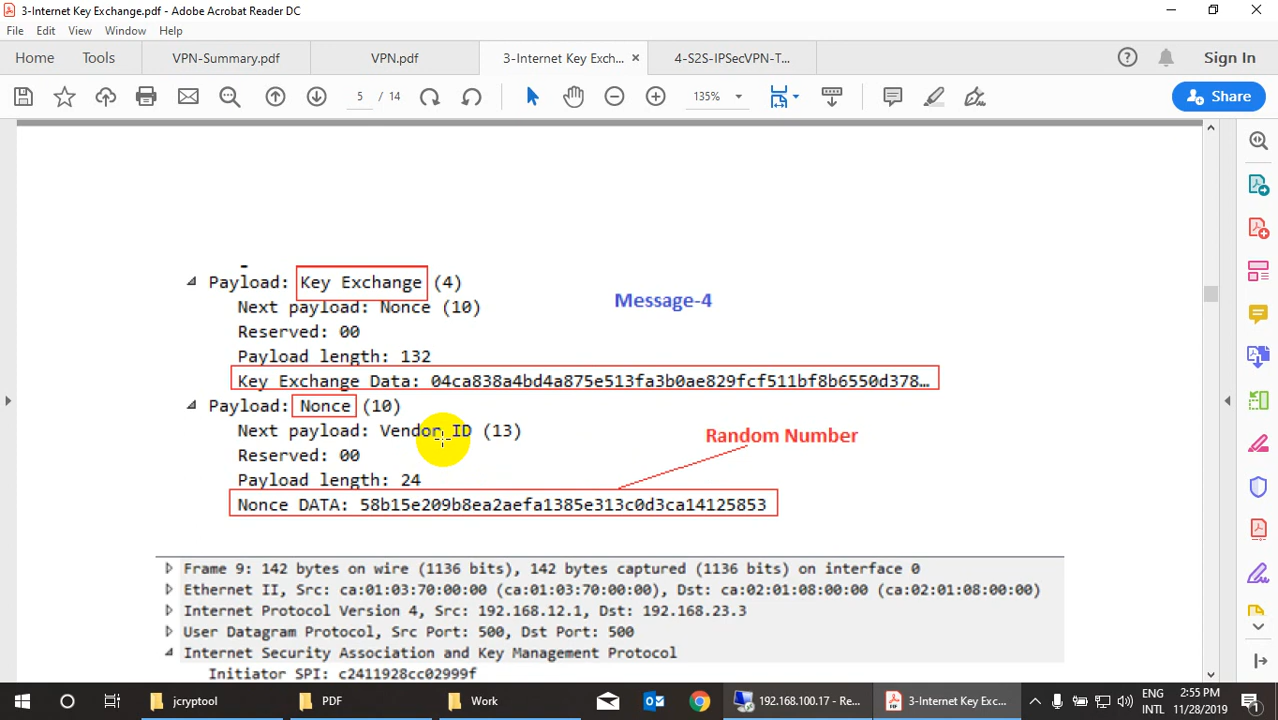 3-Internet Key Exchange.pdf - Adobe Acrobat Reader DC
File Edit View Window Help
Home Tools VPN-Summary.pdf VPN.pdf 3-Internet Key Exch... × 4-S2S-IPSecVPN-T... Sign In
5 / 14 135% Share
Payload: Key Exchange (4)
Message-4
Next payload: Nonce (10)
Reserved: 00
Payload length: 132
Key Exchange Data: 04ca838a4bd4a875e513fa3b0ae829fcf511bf8b6550d378…
Payload: Nonce (10)
Next payload: Vendor ID (13)
Random Number
Reserved: 00
Payload length: 24
Nonce DATA: 58b15e209b8ea2aefa1385e313c0d3ca14125853
Frame 9: 142 bytes on wire (1136 bits), 142 bytes captured (1136 bits) on interface 0
Ethernet II, Src: ca:01:03:70:00:00 (ca:01:03:70:00:00), Dst: ca:02:01:08:00:00 (ca:02:01:08:00:00)
Internet Protocol Version 4, Src: 192.168.12.1, Dst: 192.168.23.3
User Datagram Protocol, Src Port: 500, Dst Port: 500
Internet Security Association and Key Management Protocol
Initiator SPI: c2411928cc02999f
jcryptool PDF Work 192.168.100.17 - Re... 3-Internet Key Exc... ENG 2:55 PM
INTL 11/28/2019